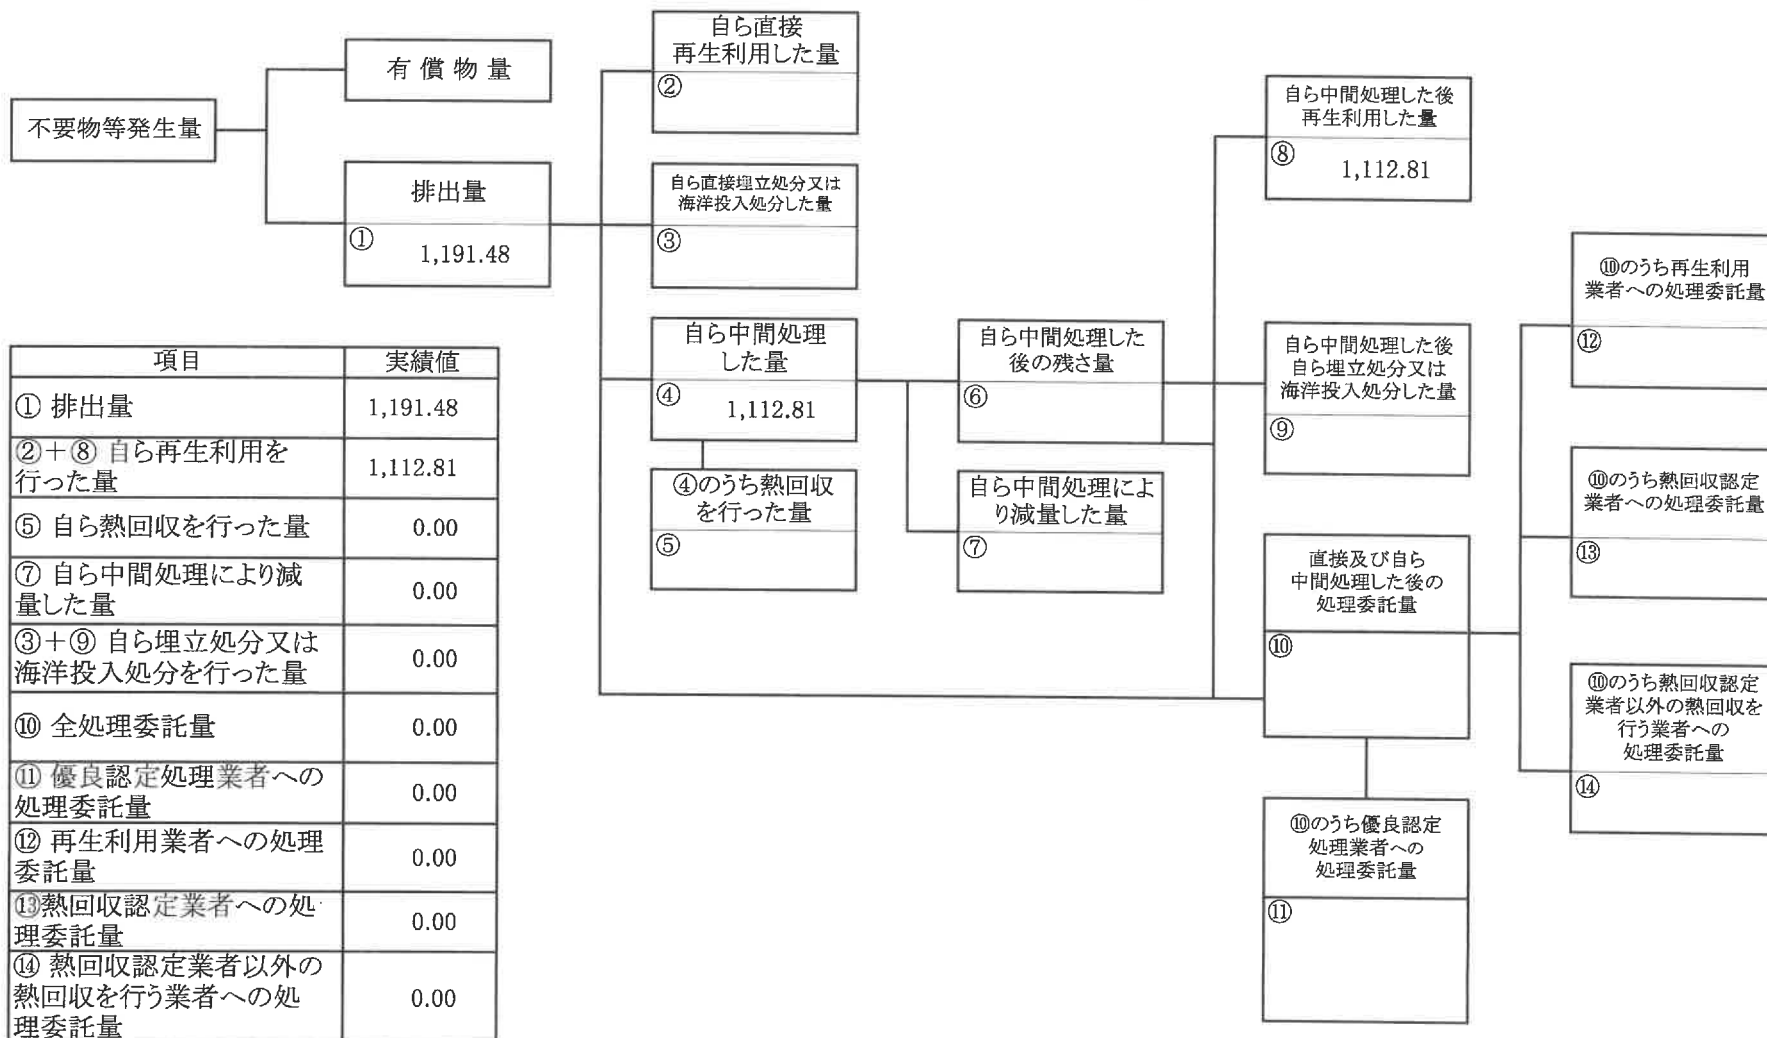 不要物等発生量
有償物量
排出量
① 1,191.48
自ら直接
再生利用した量
②
自ら直接埋立処分又は
海洋投入処分した量
③
自ら中間処理
した量
④ 1,112.81
④のうち熱回収
を行った量
⑤
自ら中間処理した
後の残さ量
⑥
自ら中間処理によ
り減量した量
⑦
自ら中間処理した後
再生利用した量
⑧ 1,112.81
自ら中間処理した後
自ら埋立処分又は
海洋投入処分した量
⑨
直接及び自ら
中間処理した後の
処理委託量
⑩
⑩のうち優良認定
処理業者への
処理委託量
⑪
⑩のうち再生利用
業者への処理委託量
⑫
⑩のうち熱回収認定
業者への処理委託量
⑬
⑩のうち熱回収認定
業者以外の熱回収を
行う業者への
処理委託量
⑭
項目 実績値
① 排出量 1,191.48
②+⑧ 自ら再生利用を
行った量 1,112.81
⑤ 自ら熱回収を行った量 0.00
⑦ 自ら中間処理により減
量した量 0.00
③+⑨ 自ら埋立処分又は
海洋投入処分を行った量 0.00
⑩ 全処理委託量 0.00
⑪ 優良認定処理業者への
処理委託量 0.00
⑫ 再生利用業者への処理
委託量 0.00
⑬熱回収認定業者への処
理委託量 0.00
⑭ 熱回収認定業者以外の
熱回収を行う業者への処
理委託量 0.00